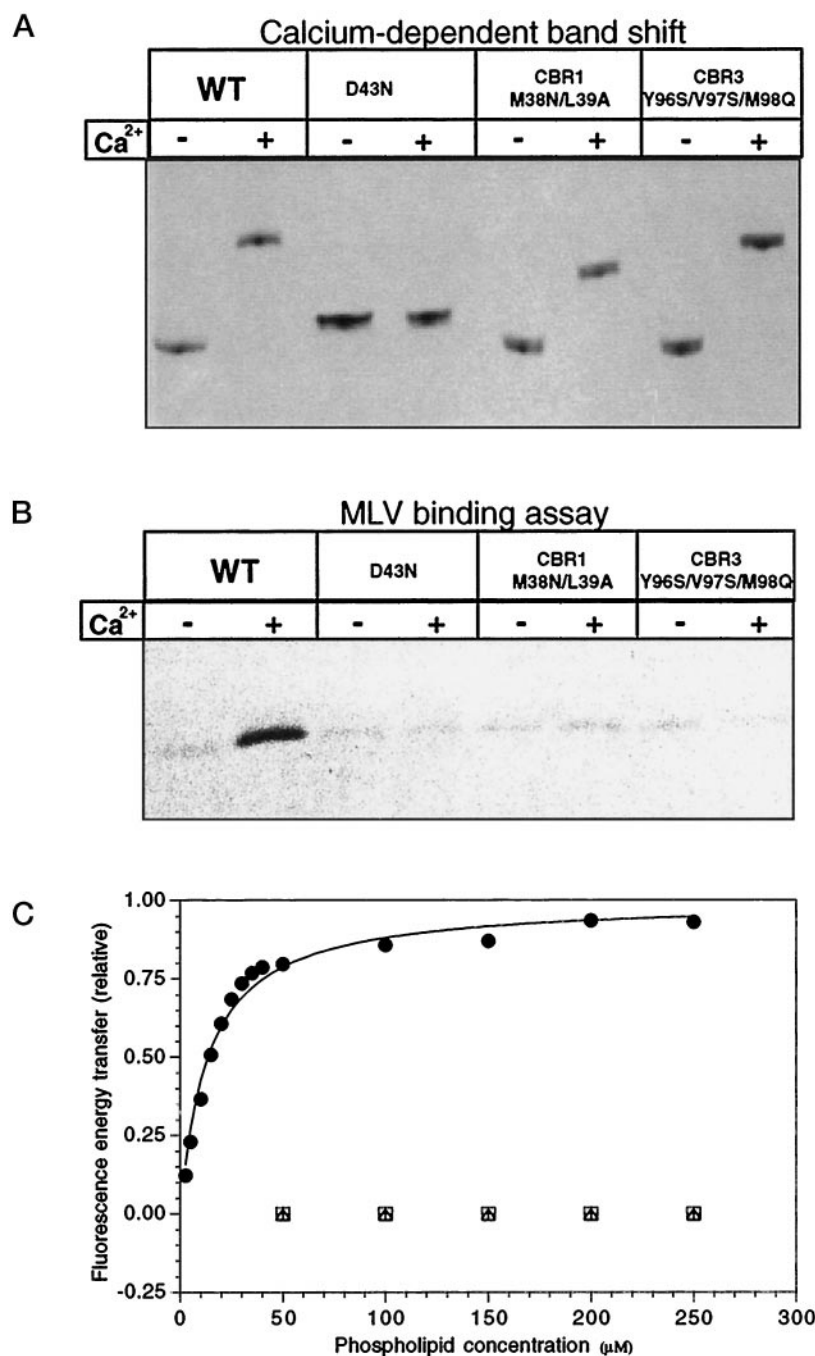 A
Calcium-dependent band shift
WT D43N CBR1 M38N/L39A CBR3 Y96S/V97S/M98Q
Ca2+ - + - + - + - +
B
MLV binding assay
WT D43N CBR1 M38N/L39A CBR3 Y96S/V97S/M98Q
Ca2+ - + - + - + - +
C
Fluorescence energy transfer (relative)
1.00
0.75
0.50
0.25
0.00
-0.25
0 50 100 150 200 250 300
Phospholipid concentration (μM)